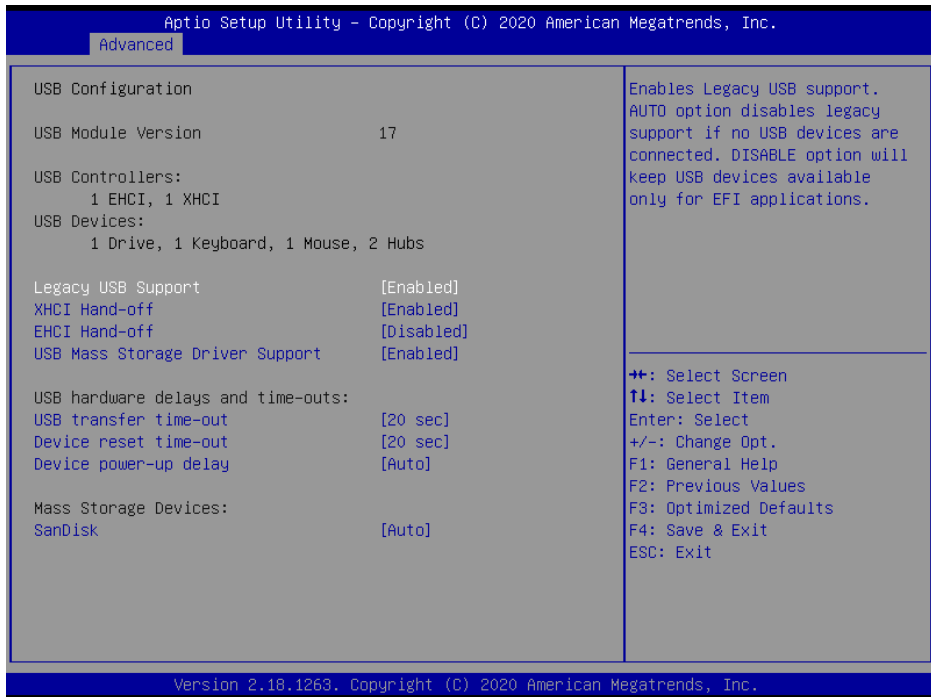 Aptio Setup Utility – Copyright (C) 2020 American Megatrends, Inc.
Advanced
USB Configuration
USB Module Version 17
USB Controllers:
1 EHCI, 1 XHCI
USB Devices:
1 Drive, 1 Keyboard, 1 Mouse, 2 Hubs
Legacy USB Support [Enabled]
XHCI Hand-off [Enabled]
EHCI Hand-off [Disabled]
USB Mass Storage Driver Support [Enabled]
USB hardware delays and time-outs:
USB transfer time-out [20 sec]
Device reset time-out [20 sec]
Device power-up delay [Auto]
Mass Storage Devices:
SanDisk [Auto]
Enables Legacy USB support.
AUTO option disables legacy
support if no USB devices are
connected. DISABLE option will
keep USB devices available
only for EFI applications.
→←: Select Screen
↑↓: Select Item
Enter: Select
+/-: Change Opt.
F1: General Help
F2: Previous Values
F3: Optimized Defaults
F4: Save & Exit
ESC: Exit
Version 2.18.1263. Copyright (C) 2020 American Megatrends, Inc.